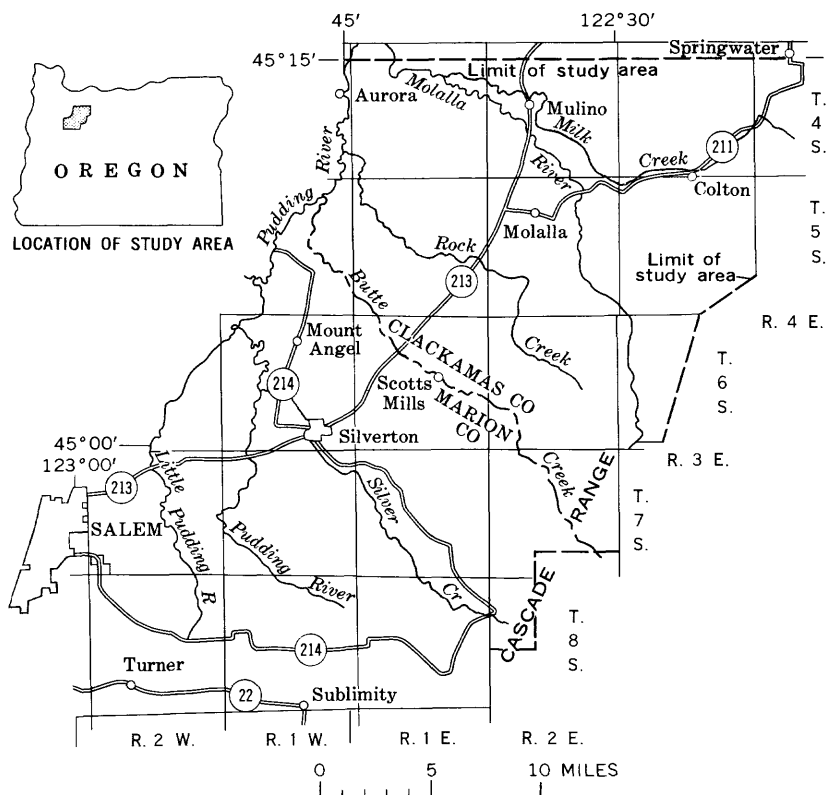 45'
122°30'
45°15'
Springwater
Limit of study area
Molalla
Aurora
Mulino
T.
4
S.
OREGON
River
Milk
River
Creek
211
Colton
LOCATION OF STUDY AREA
Pudding
Molalla
T.
5
S.
Rock
213
Limit of
study area
Butte
R. 4 E.
Mount
Angel
CLACKAMAS CO
Creek
T.
6
S.
214
Scotts
Mills
MARION
CO
Silverton
45°00'
123°00'
R. 3 E.
213
Little
Pudding R
Creek
RANGE
T.
7
S.
SALEM
Silver
Cr
Pudding
River
CASCADE
T.
8
S.
214
Turner
22
Sublimity
R. 2 W.
R. 1 W.
R. 1 E.
R. 2 E.
0 5 10 MILES